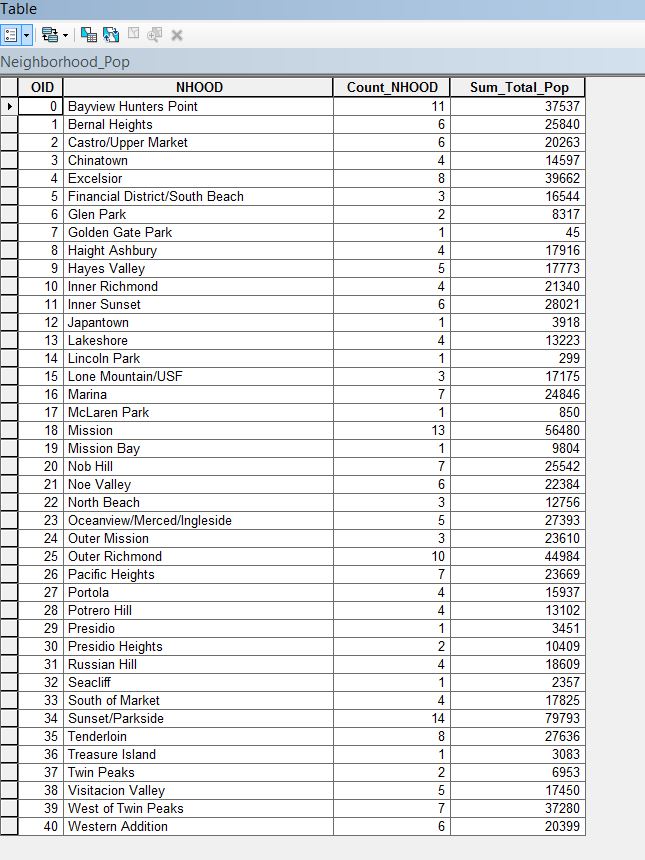 Table
Neighborhood_Pop
OID NHOOD Count_NHOOD Sum_Total_Pop
0 Bayview Hunters Point 11 37537
1 Bernal Heights 6 25840
2 Castro/Upper Market 6 20263
3 Chinatown 4 14597
4 Excelsior 8 39662
5 Financial District/South Beach 3 16544
6 Glen Park 2 8317
7 Golden Gate Park 1 45
8 Haight Ashbury 4 17916
9 Hayes Valley 5 17773
10 Inner Richmond 4 21340
11 Inner Sunset 6 28021
12 Japantown 1 3918
13 Lakeshore 4 13223
14 Lincoln Park 1 299
15 Lone Mountain/USF 3 17175
16 Marina 7 24846
17 McLaren Park 1 850
18 Mission 13 56480
19 Mission Bay 1 9804
20 Nob Hill 7 25542
21 Noe Valley 6 22384
22 North Beach 3 12756
23 Oceanview/Merced/Ingleside 5 27393
24 Outer Mission 3 23610
25 Outer Richmond 10 44984
26 Pacific Heights 7 23669
27 Portola 4 15937
28 Potrero Hill 4 13102
29 Presidio 1 3451
30 Presidio Heights 2 10409
31 Russian Hill 4 18609
32 Seacliff 1 2357
33 South of Market 4 17825
34 Sunset/Parkside 14 79793
35 Tenderloin 8 27636
36 Treasure Island 1 3083
37 Twin Peaks 2 6953
38 Visitacion Valley 5 17450
39 West of Twin Peaks 7 37280
40 Western Addition 6 20399